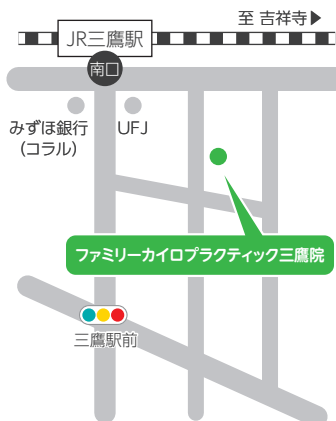 至 吉祥寺▶
JR三鷹駅
南口
みずほ銀行
(コラル)
UFJ
ファミリーカイロプラクティック三鷹院
三鷹駅前